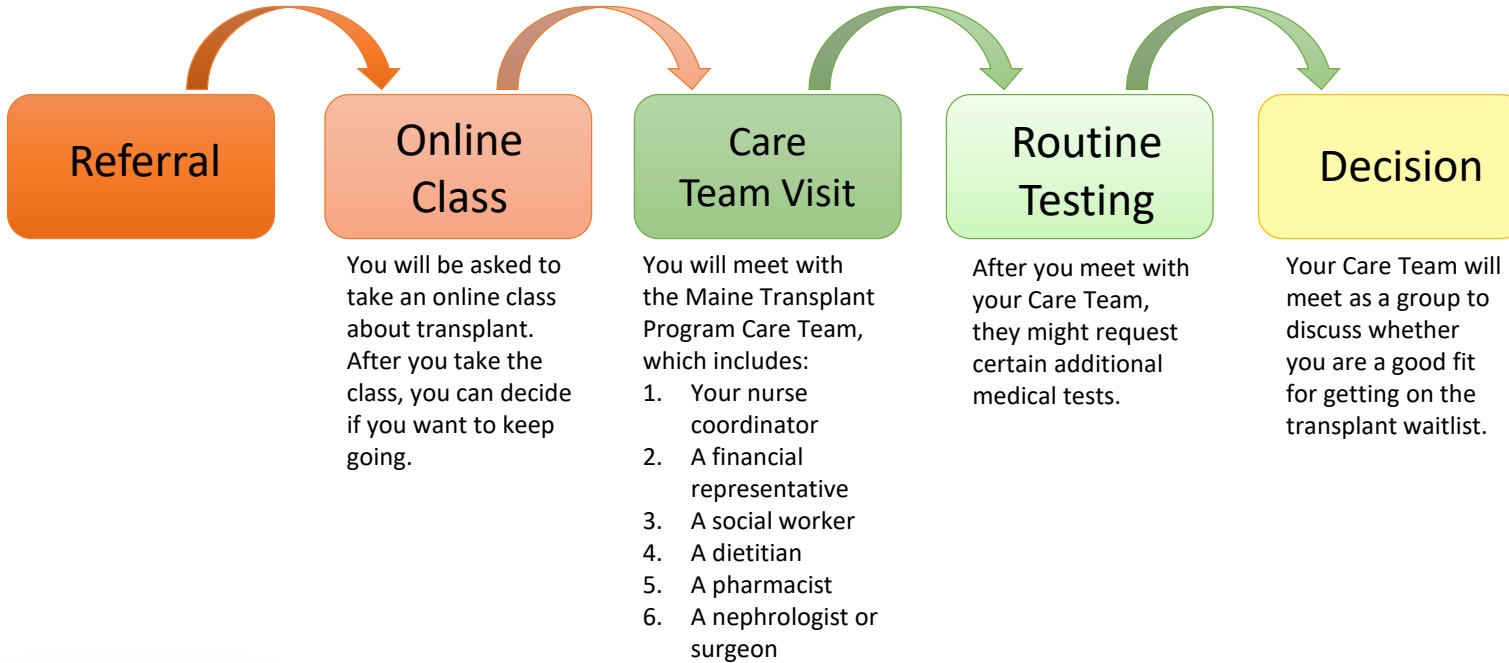 Referral
Online
Class
You will be asked to
take an online class
about transplant.
After you take the
class, you can decide
if you want to keep
going.
Care
Team Visit
You will meet with
the Maine Transplant
Program Care Team,
which includes:
1. Your nurse
coordinator
2. A financial
representative
3. A social worker
4. A dietitian
5. A pharmacist
6. A nephrologist or
surgeon
Routine
Testing
After you meet with
your Care Team,
they might request
certain additional
medical tests.
Decision
Your Care Team will
meet as a group to
discuss whether
you are a good fit
for getting on the
transplant waitlist.